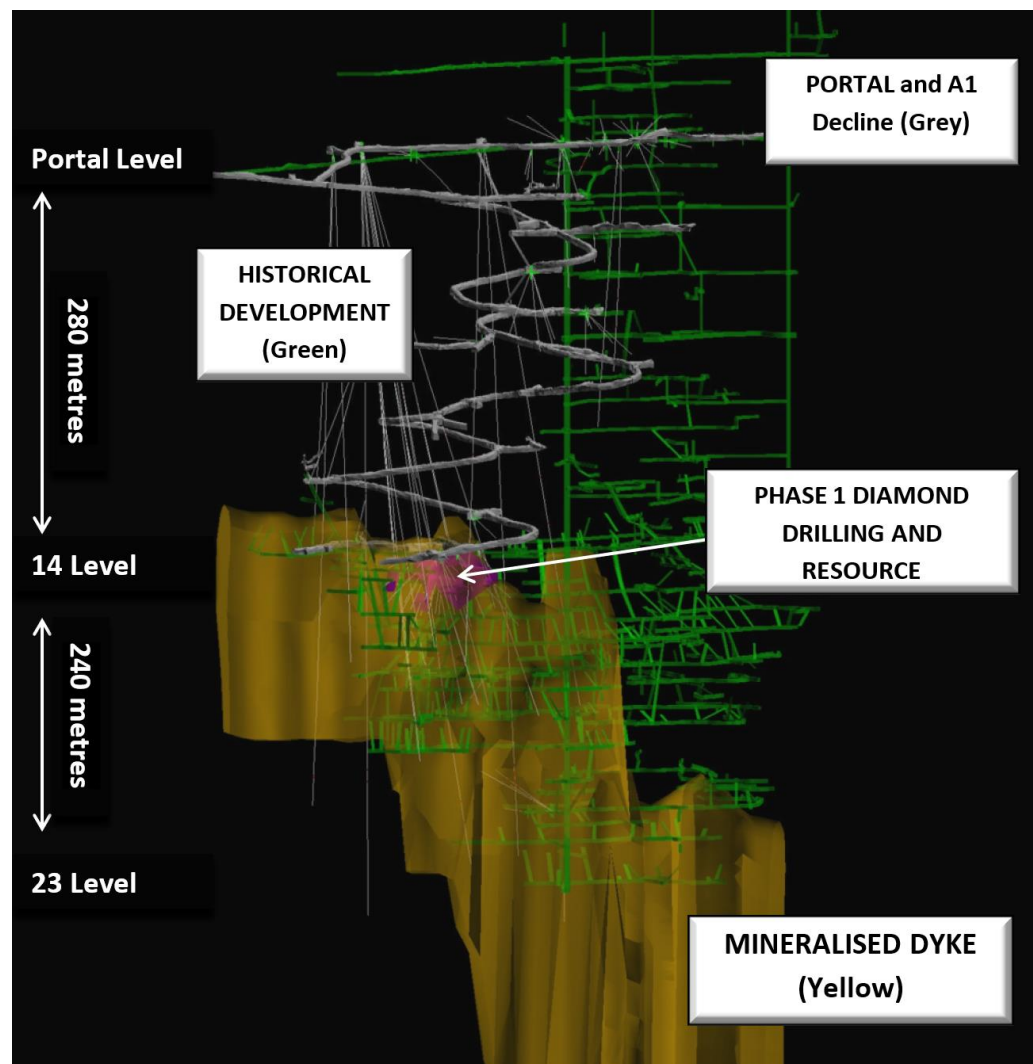 PORTAL and A1
Decline (Grey)
Portal Level
HISTORICAL
DEVELOPMENT
(Green)
280 metres
PHASE 1 DIAMOND
DRILLING AND
RESOURCE
14 Level
240 metres
23 Level
MINERALISED DYKE
(Yellow)